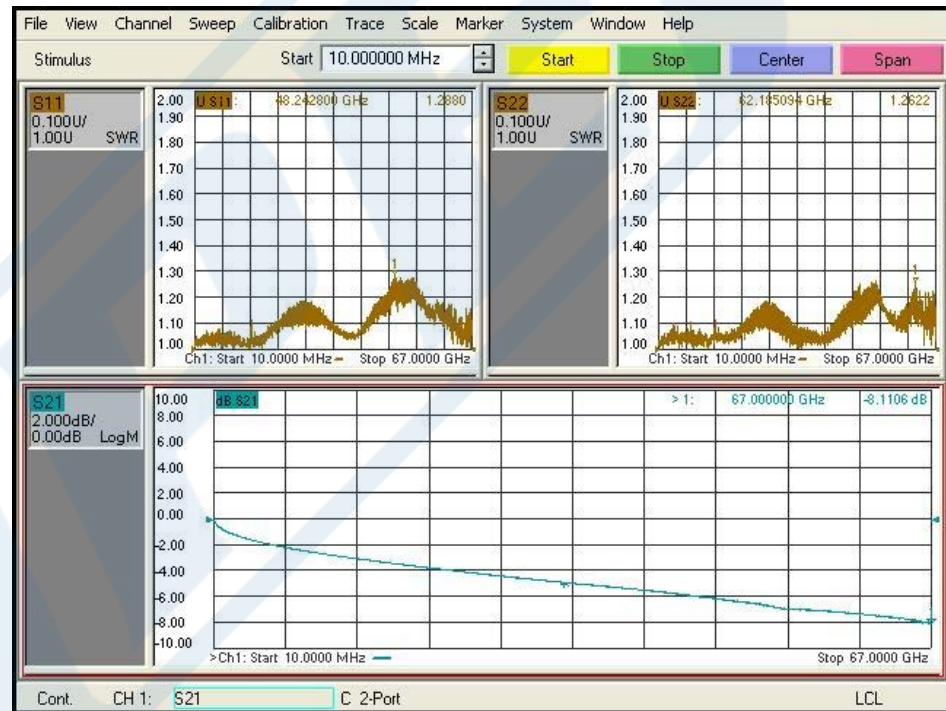 File View Channel Sweep Calibration Trace Scale Marker System Window Help
Stimulus Start 10.000000 MHz Start Stop Center Span
S11
0.100U/
1.00U SWR
2.00
1.90
1.80
1.70
1.60
1.50
1.40
1.30
1.20
1.10
1.00
U S11: 48.242800 GHz 1.2880
1
Ch1: Start 10.0000 MHz Stop 67.0000 GHz
S22
0.100U/
1.00U SWR
2.00
1.90
1.80
1.70
1.60
1.50
1.40
1.30
1.20
1.10
1.00
U S22: 62.185094 GHz 1.2622
1
Ch1: Start 10.0000 MHz Stop 67.0000 GHz
S21
2.000dB/
0.00dB LogM
10.00
8.00
6.00
4.00
2.00
0.00
-2.00
-4.00
-6.00
-8.00
-10.00
dB S21
> 1: 67.000000 GHz -8.1106 dB
>Ch1: Start 10.0000 MHz Stop 67.0000 GHz
Cont. CH 1: S21 C 2-Port LCL